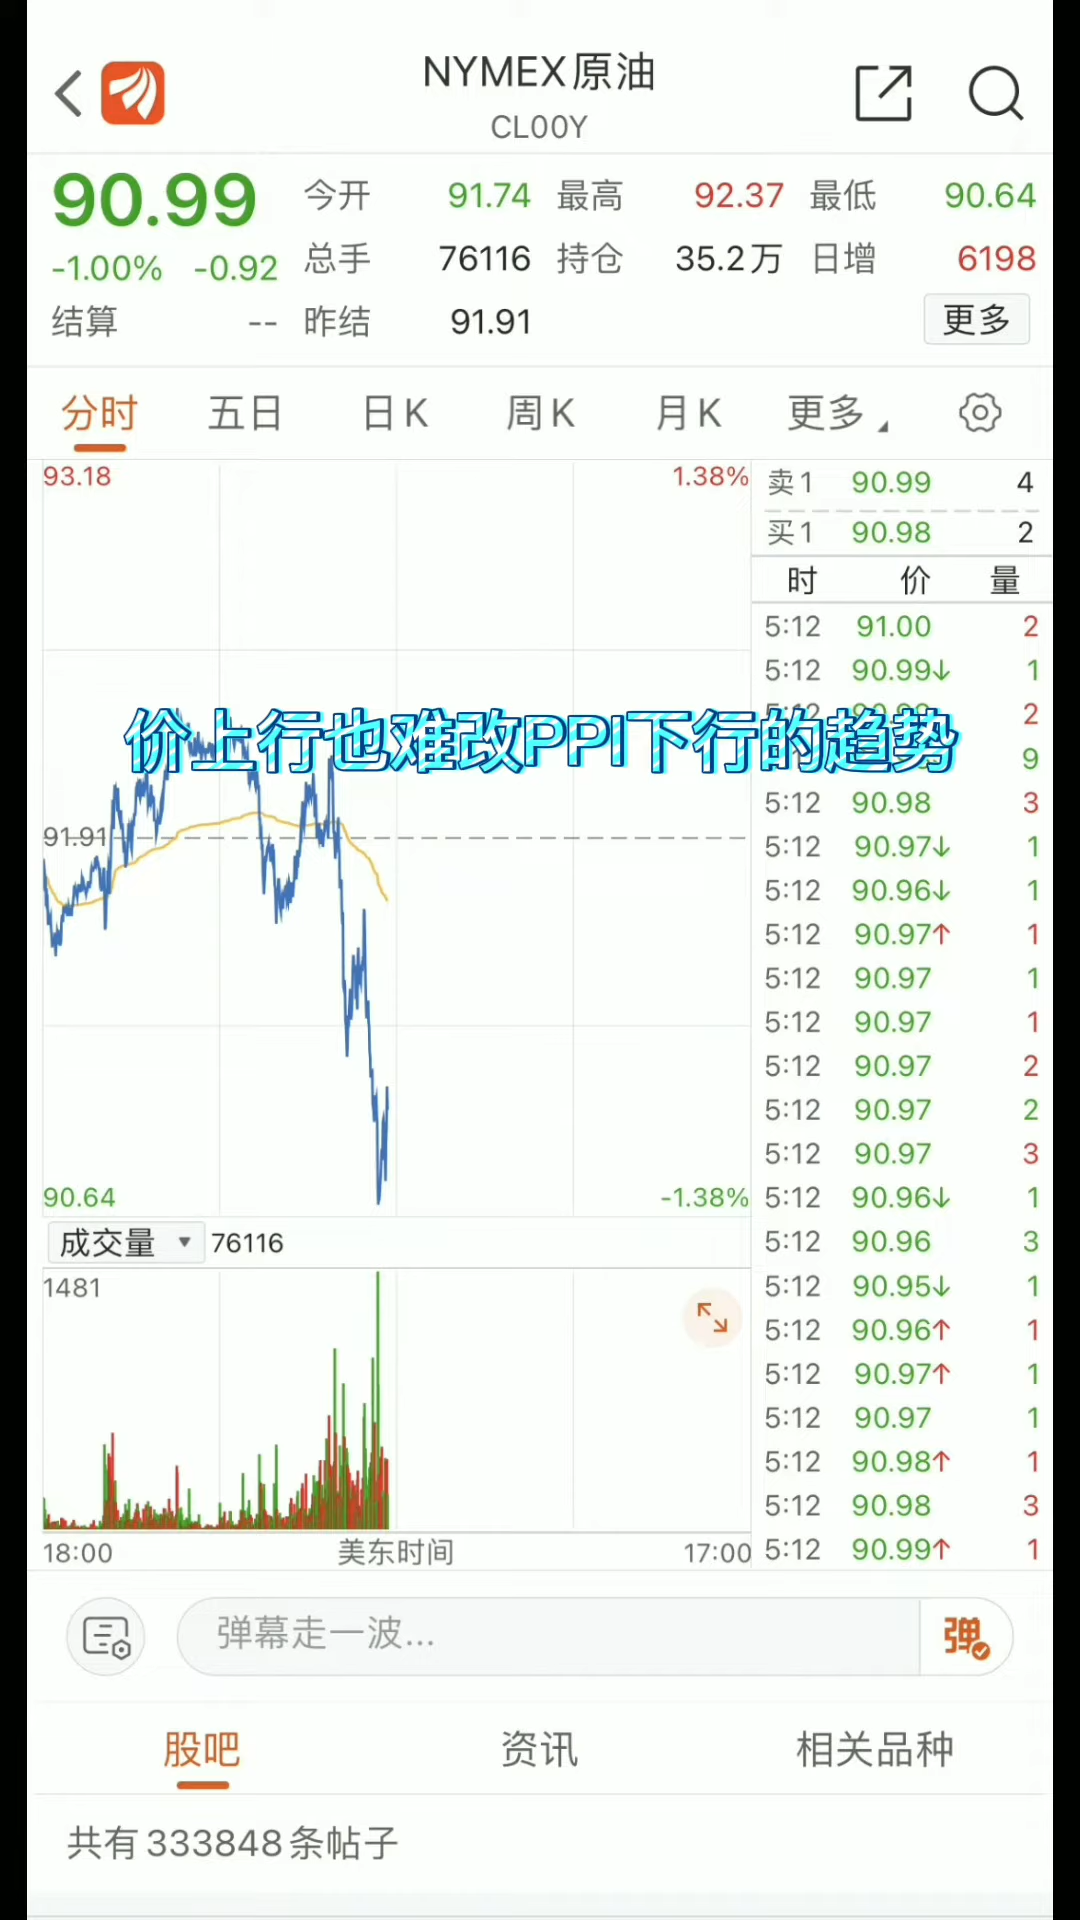 NYMEX原油
CL00Y
90.99 今开 91.74 最高 92.37 最低 90.64
-1.00% -0.92 总手 76116 持仓 35.2万 日增 6198
结算 -- 昨结 91.91 更多
分时 五日 日K 周K 月K 更多
93.18 1.38% 卖1 90.99 4
买1 90.98 2
时 价 量
5:12 91.00 2
5:12 90.99↓ 1
2
价上行也难改PPI下行的趋势
9
5:12 90.98 3
91.91
5:12 90.97↓ 1
5:12 90.96↓ 1
5:12 90.97↑ 1
5:12 90.97 1
5:12 90.97 1
5:12 90.97 2
5:12 90.97 2
5:12 90.97 3
90.64 -1.38% 5:12 90.96↓ 1
成交量 76116 5:12 90.96 3
1481 5:12 90.95↓ 1
5:12 90.96↑ 1
5:12 90.97↑ 1
5:12 90.97 1
5:12 90.98↑ 1
5:12 90.98 3
18:00 美东时间 17:00 5:12 90.99↑ 1
弹幕走一波... 弹
股吧 资讯 相关品种
共有333848条帖子